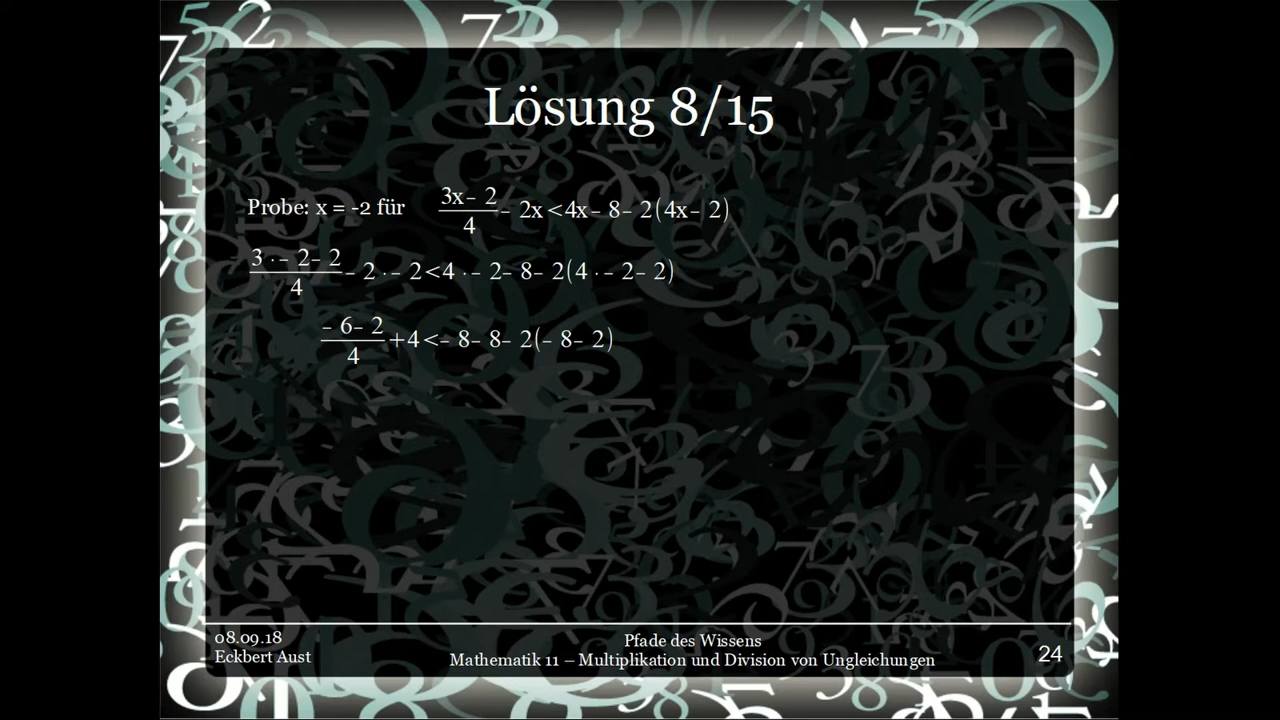 Lösung 8/15
Probe: x = -2 für (3x - 2)/4 - 2x < 4x - 8 - 2(4x - 2)
(3 · - 2 - 2)/4 - 2 · - 2 < 4 · - 2 - 8 - 2(4 · - 2 - 2)
(- 6 - 2)/4 + 4 < - 8 - 8 - 2(- 8 - 2)
08.09.18
Eckbert Aust
Pfade des Wissens
Mathematik 11 – Multiplikation und Division von Ungleichungen
24